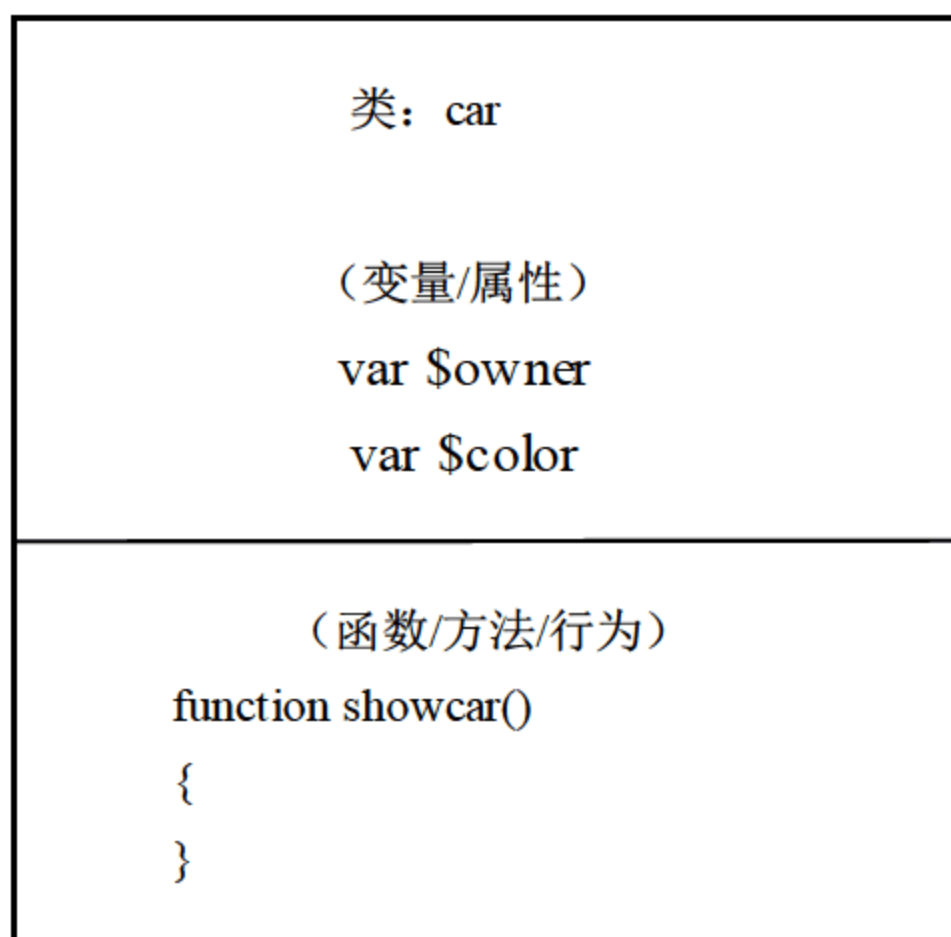 类：car
（变量/属性）
var $owner
var $color
（函数/方法/行为）
function showcar()
{
}